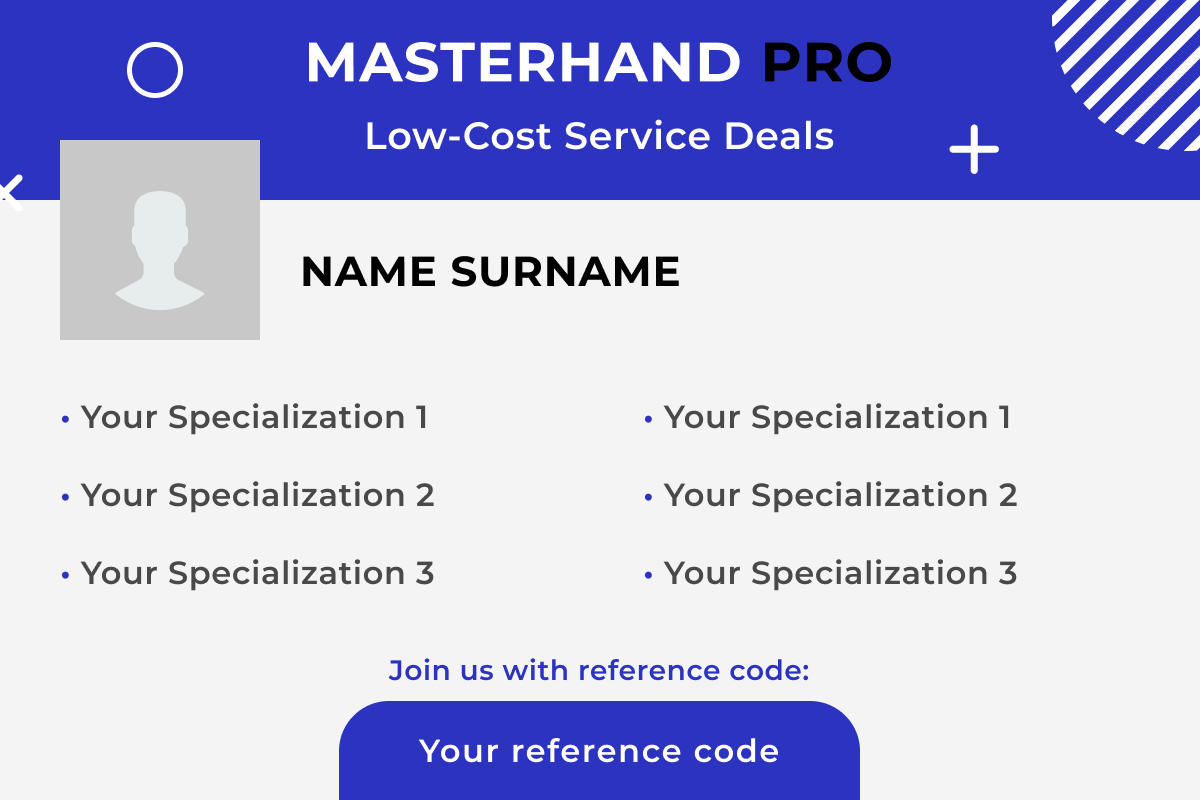 MASTERHAND PRO
Low-Cost Service Deals
NAME SURNAME
• Your Specialization 1
• Your Specialization 2
• Your Specialization 3
• Your Specialization 1
• Your Specialization 2
• Your Specialization 3
Join us with reference code:
Your reference code